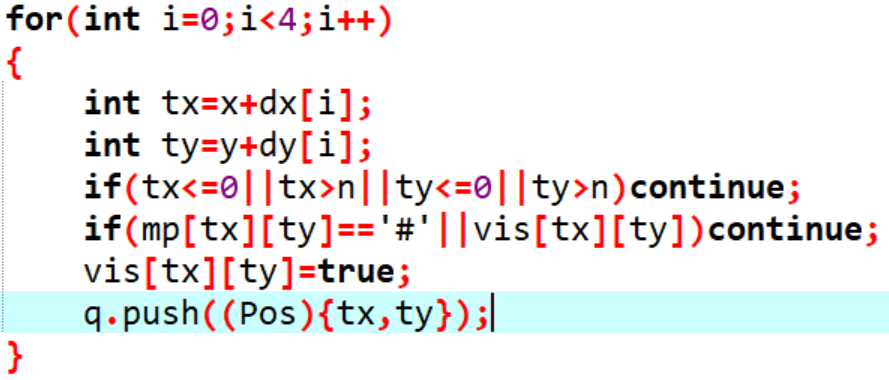 for(int i=0;i<4;i++)
{
    int tx=x+dx[i];
    int ty=y+dy[i];
    if(tx<=0||tx>n||ty<=0||ty>n)continue;
    if(mp[tx][ty]=='#'||vis[tx][ty])continue;
    vis[tx][ty]=true;
    q.push((Pos){tx,ty});
}